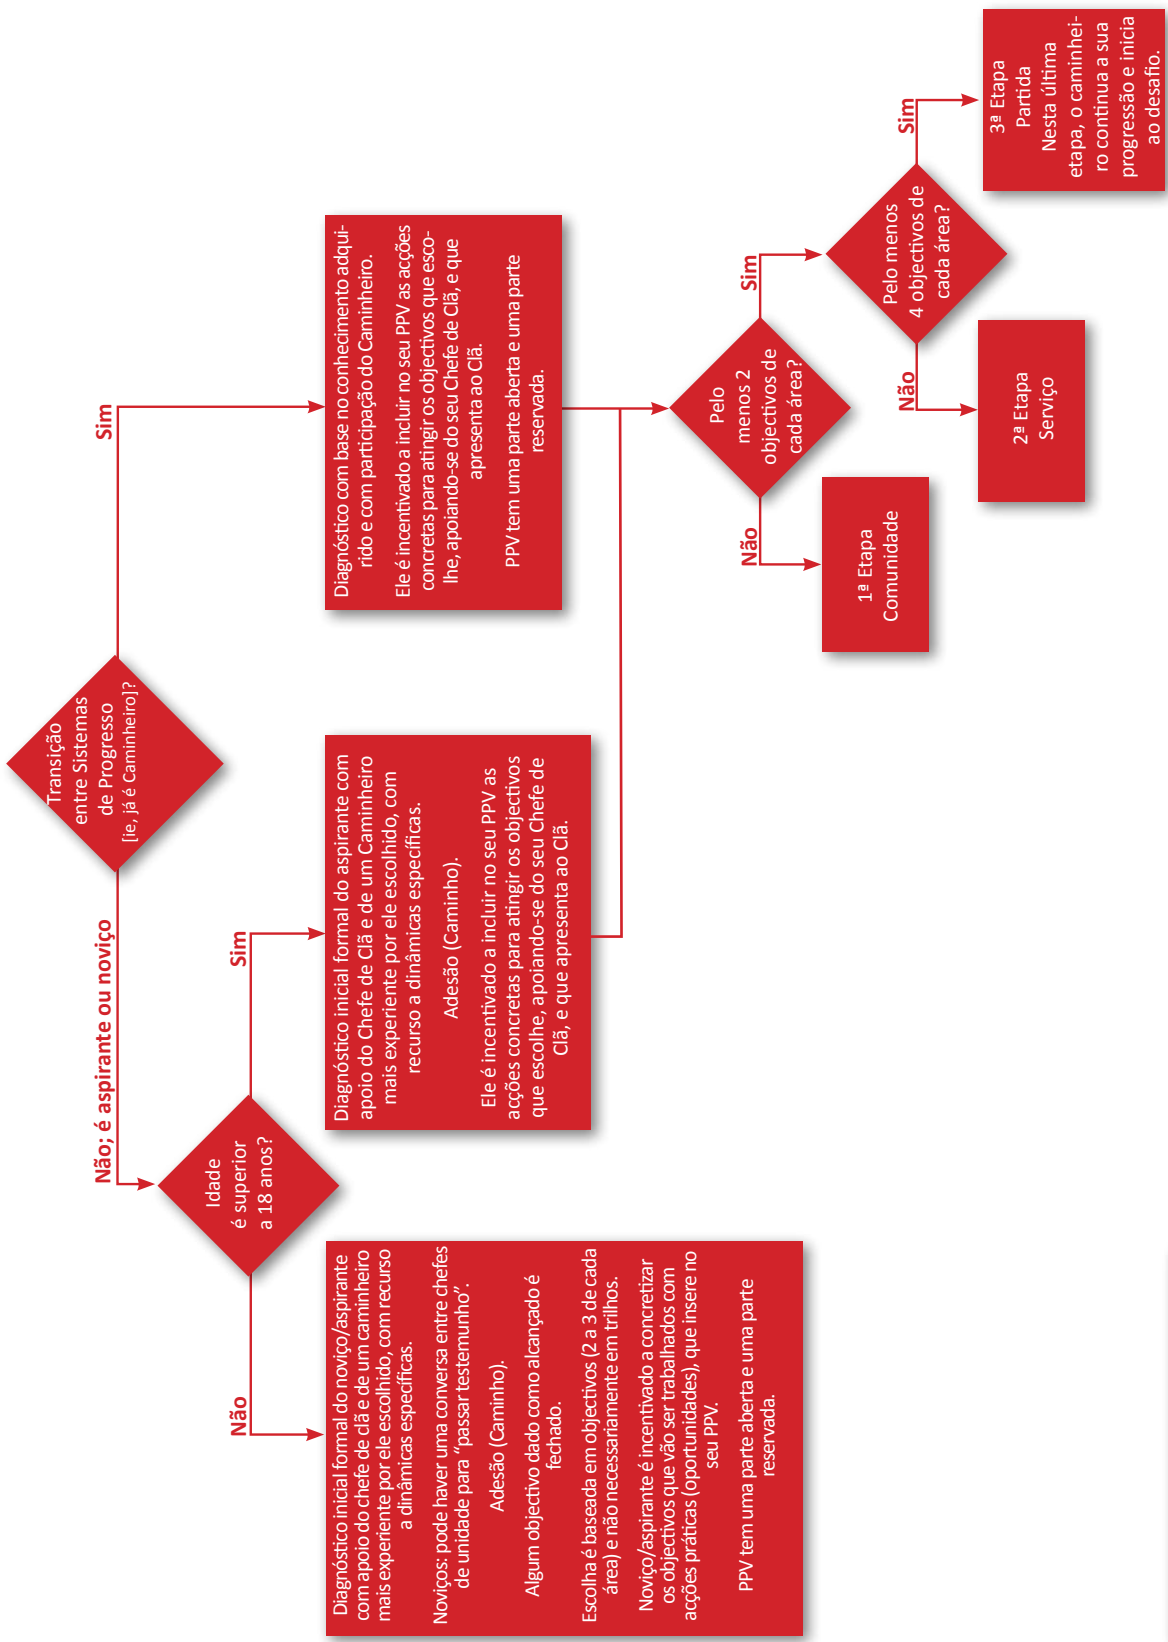 Transição
entre Sistemas
de Progresso
[ie, já é Caminheiro]?
Não; é aspirante ou noviço
Sim
Idade
é superior
a 18 anos?
Não
Sim
Diagnóstico inicial formal do noviço/aspirante
com apoio do chefe de clã e de um caminheiro
mais experiente por ele escolhido, com recurso
a dinâmicas específicas.
Noviços: pode haver uma conversa entre chefes
de unidade para “passar testemunho”.
Adesão (Caminho).
Algum objectivo dado como alcançado é
fechado.
Escolha é baseada em objectivos (2 a 3 de cada
área) e não necessariamente em trilhos.
Noviço/aspirante é incentivado a concretizar
os objectivos que vão ser trabalhados com
acções práticas (oportunidades), que insere no
seu PPV.
PPV tem uma parte aberta e uma parte
reservada.
Diagnóstico inicial formal do aspirante com
apoio do Chefe de Clã e de um Caminheiro
mais experiente por ele escolhido, com
recurso a dinâmicas específicas.
Adesão (Caminho).
Ele é incentivado a incluir no seu PPV as
acções concretas para atingir os objectivos
que escolhe, apoiando-se do seu Chefe de
Clã, e que apresenta ao Clã.
Diagnóstico com base no conhecimento adqui-
rido e com participação do Caminheiro.
Ele é incentivado a incluir no seu PPV as acções
concretas para atingir os objectivos que esco-
lhe, apoiando-se do seu Chefe de Clã, e que
apresenta ao Clã.
PPV tem uma parte aberta e uma parte
reservada.
Pelo
menos 2
objectivos de
cada área?
Não
Sim
1ª Etapa
Comunidade
Pelo menos
4 objectivos de
cada área?
Não
Sim
2ª Etapa
Serviço
3ª Etapa
Partida
Nesta última
etapa, o caminhei-
ro continua a sua
progressão e inicia
ao desafio.